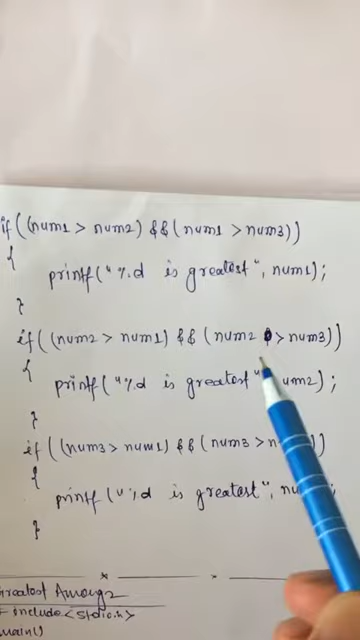 if((num1 > num2) &&(num1 > num3))
{
printf("%d is greatest", num1);
}
if((num2 > num1) &&(num2 > num3))
{
printf("%d is greatest" num2);
}
if((num3 > num1) &&(num3 > ))
{
printf("%d is greatest", ;
}
Greatest Among 2
include<stdio.h>
main()